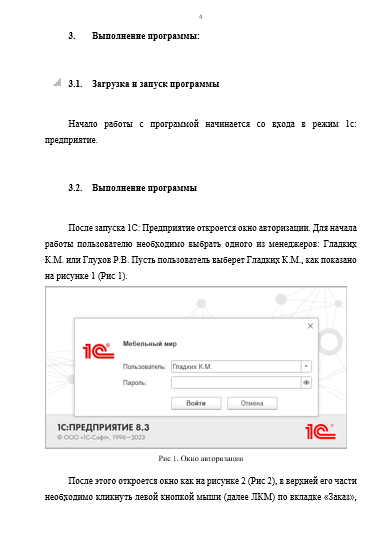 4
3. Выполнение программы:
3.1. Загрузка и запуск программы
Начало работы с программой начинается со входа в режим 1с:
предприятие.
3.2. Выполнение программы
После запуска 1С: Предприятие откроется окно авторизации. Для начала
работы пользователю необходимо выбрать одного из менеджеров: Гладких
К.М. или Глухов Р.В. Пусть пользователь выберет Гладких К.М., как показано
на рисунке 1 (Рис 1).
1С
Мебельный мир
Пользователь: Гладких К.М.
Пароль:
Войти Отмена
1С:ПРЕДПРИЯТИЕ 8.3
© ООО «1С-Софт», 1996—2023
1С
Рис 1. Окно авторизации
После этого откроется окно как на рисунке 2 (Рис 2), в верхней его части
необходимо кликнуть левой кнопкой мыши (далее ЛКМ) по вкладке «Заказ»,